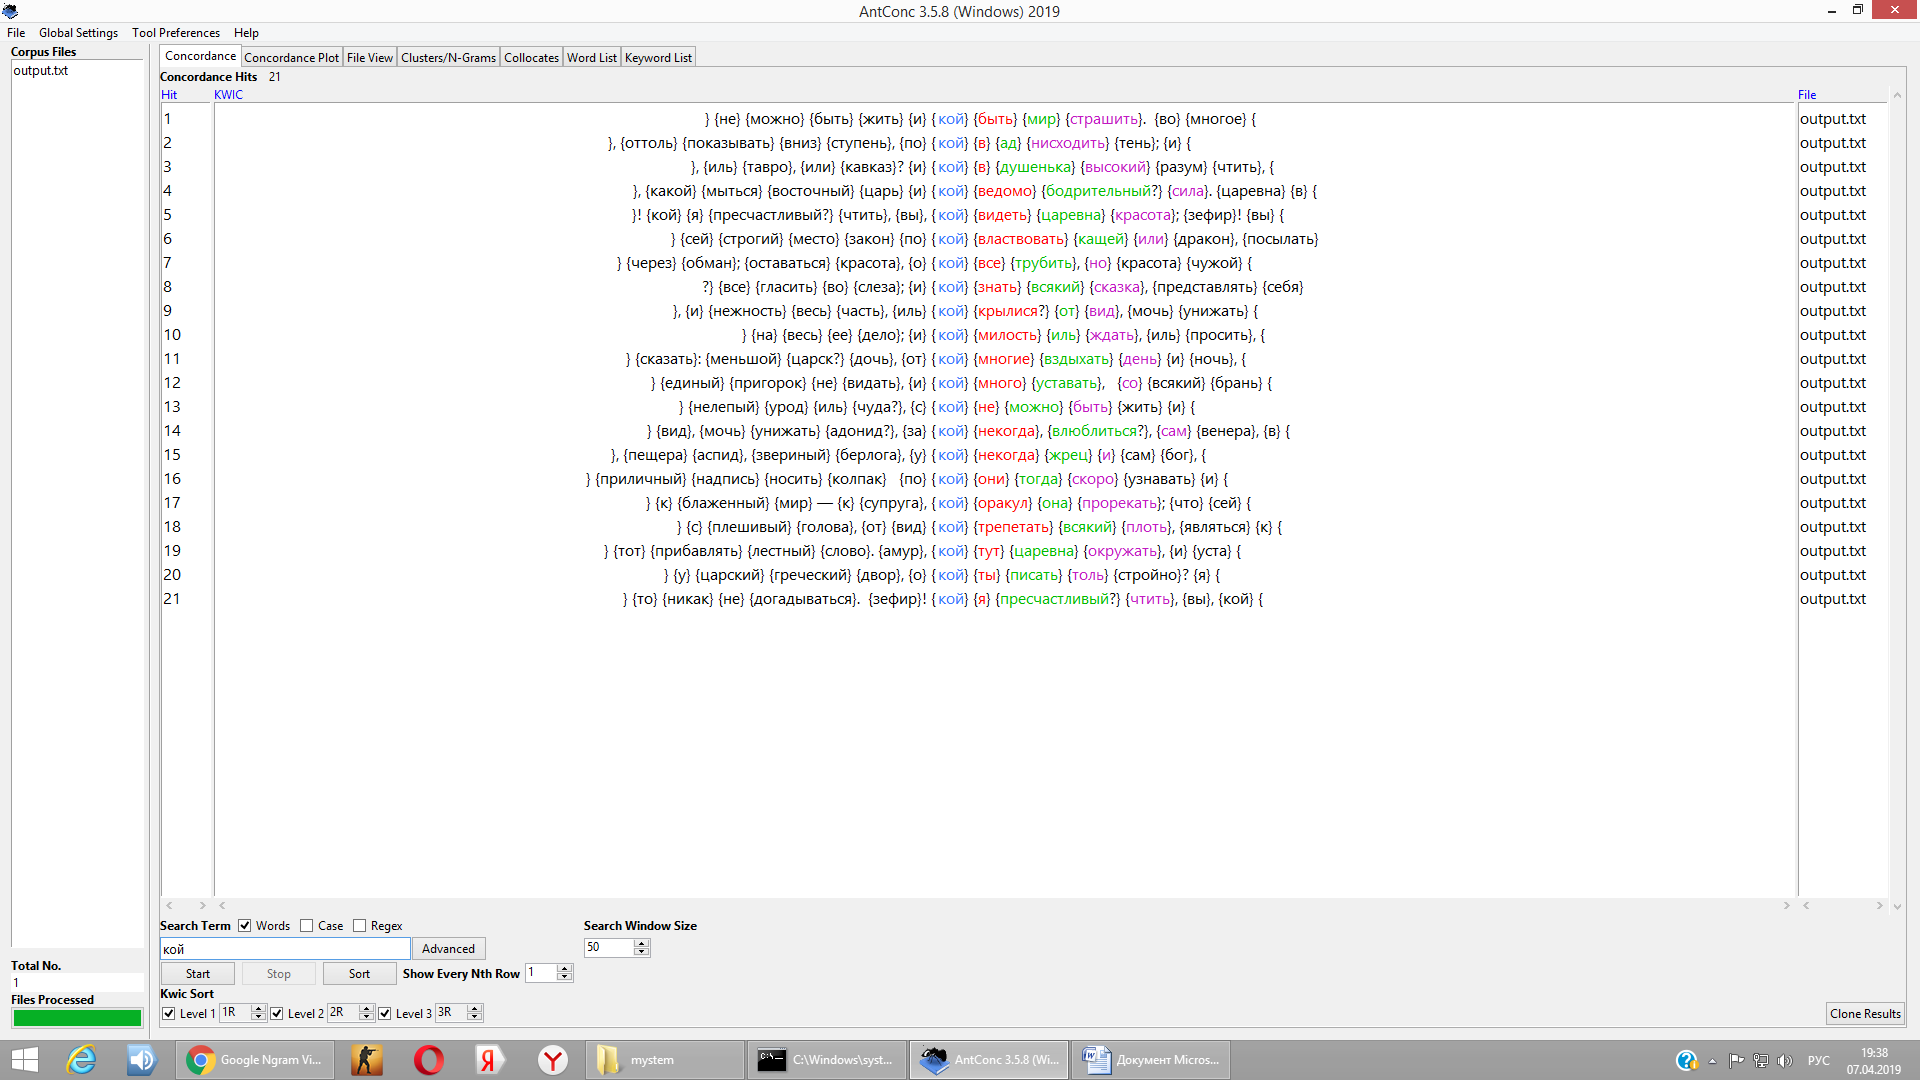 AntConc 3.5.8 (Windows) 2019
File Global Settings Tool Preferences Help
Corpus Files
output.txt
Concordance Concordance Plot File View Clusters/N-Grams Collocates Word List Keyword List
Concordance Hits 21
Hit KWIC File
1 } {не} {можно} {быть} {жить} {и} {кой} {быть} {мир} {страшить}. {во} {многое} { output.txt
2 }, {оттоль} {показывать} {вниз} {ступень}, {по} {кой} {в} {ад} {нисходить} {тень}; {и} { output.txt
3 }, {иль} {тавро}, {или} {кавказ}? {и} {кой} {в} {душенька} {высокий} {разум} {чтить}, { output.txt
4 }, {какой} {мыться} {восточный} {царь} {и} {кой} {ведомо} {бодрительный?} {сила}. {царевна} {в} { output.txt
5 }! {кой} {я} {пресчастливый?} {чтить}, {вы}, {кой} {видеть} {царевна} {красота}; {зефир}! {вы} { output.txt
6 } {сей} {строгий} {место} {закон} {по} {кой} {властвовать} {кащей} {или} {дракон}, {посылать} output.txt
7 } {через} {обман}; {оставаться} {красота}, {о} {кой} {все} {трубить}, {но} {красота} {чужой} { output.txt
8 ?} {все} {гласить} {во} {слеза}; {и} {кой} {знать} {всякий} {сказка}, {представлять} {себя} output.txt
9 }, {и} {нежность} {весь} {часть}, {иль} {кой} {крылися?} {от} {вид}, {мочь} {унижать} { output.txt
10 } {на} {весь} {ее} {дело}; {и} {кой} {милость} {иль} {ждать}, {иль} {просить}, { output.txt
11 } {сказать}: {меньшой} {царск?} {дочь}, {от} {кой} {многие} {вздыхать} {день} {и} {ночь}, { output.txt
12 } {единый} {пригорок} {не} {видать}, {и} {кой} {много} {уставать}, {со} {всякий} {брань} { output.txt
13 } {нелепый} {урод} {иль} {чуда?}, {с} {кой} {не} {можно} {быть} {жить} {и} { output.txt
14 } {вид}, {мочь} {унижать} {адонид?}, {за} {кой} {некогда}, {влюблиться?}, {сам} {венера}, {в} { output.txt
15 }, {пещера} {аспид}, {звериный} {берлога}, {у} {кой} {некогда} {жрец} {и} {сам} {бог}, { output.txt
16 } {приличный} {надпись} {носить} {колпак} {по} {кой} {они} {тогда} {скоро} {узнавать} {и} { output.txt
17 } {к} {блаженный} {мир} — {к} {супруга}, {кой} {оракул} {она} {прорекать}; {что} {сей} { output.txt
18 } {с} {плешивый} {голова}, {от} {вид} {кой} {трепетать} {всякий} {плоть}, {являться} {к} { output.txt
19 } {тот} {прибавлять} {лестный} {слово}. {амур}, {кой} {тут} {царевна} {окружать}, {и} {уста} { output.txt
20 } {у} {царский} {греческий} {двор}, {о} {кой} {ты} {писать} {толь} {стройно}? {я} { output.txt
21 } {то} {никак} {не} {догадываться}. {зефир}! {кой} {я} {пресчастливый?} {чтить}, {вы}, {кой} { output.txt
Search Term Words Case Regex Search Window Size
кой Advanced 50
Start Stop Sort Show Every Nth Row 1
Kwic Sort
Level 1 1R Level 2 2R Level 3 3R
Total No.
1
Files Processed
Clone Results
Google Ngram Vi... mystem C:\Windows\syst... AntConc 3.5.8 (Wi... Документ Micros... РУС 19:38
07.04.2019